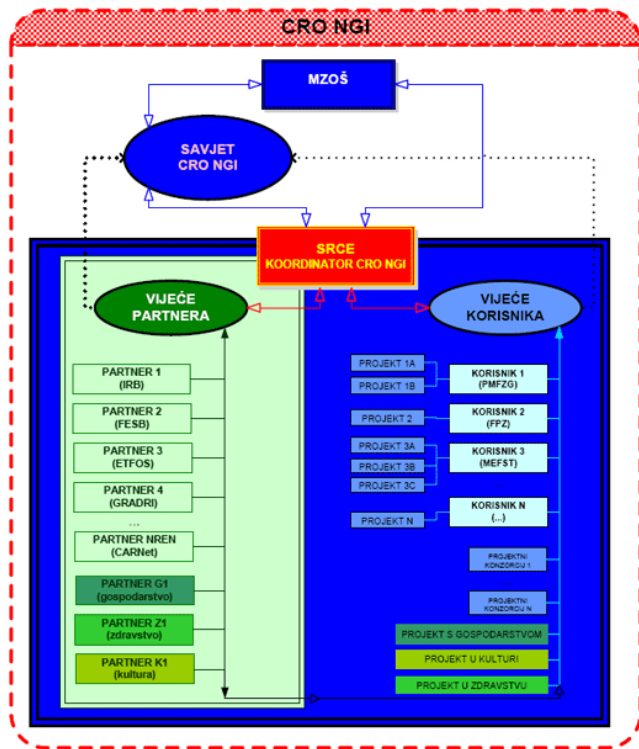 CRO NGI
MZOŠ
SAVJET
CRO NGI
SRCE
KOORDINATOR CRO NGI
VIJEĆE
PARTNERA
VIJEĆE
KORISNIKA
PARTNER 1
(IRB)
PARTNER 2
(FESB)
PARTNER 3
(ETFOS)
PARTNER 4
(GRADRI)
...
PARTNER NREN
(CARNet)
PARTNER G1
(gospodarstvo)
PARTNER Z1
(zdravstvo)
PARTNER K1
(kultura)
PROJEKT 1A
PROJEKT 1B
KORISNIK 1
(PMFZG)
PROJEKT 2
KORISNIK 2
(FPZ)
PROJEKT 3A
PROJEKT 3B
PROJEKT 3C
KORISNIK 3
(MEFST)
...
PROJEKT N
KORISNIK N
(...)
PROJEKTNI
KONZORCIJ 1
...
PROJEKTNI
KONZORCIJ N
PROJEKT S GOSPODARSTVOM
PROJEKT U KULTURI
PROJEKT U ZDRAVSTVU